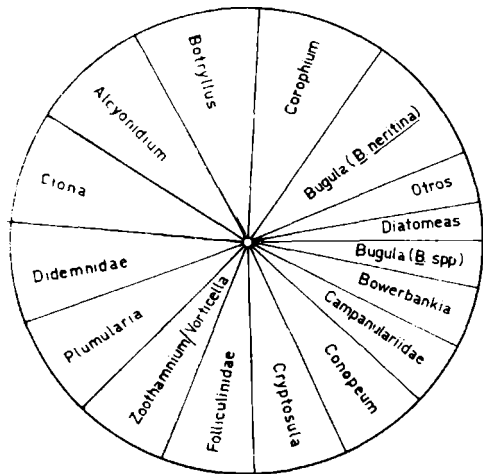 Botryllus
Corophium
Alcyonidium
Bugula (B neritina)
Ciona
Otros
Diatomeas
Bugula (B spp)
Didemnidae
Bowerbankia
Campanulariidae
Plumularia
Zoothamnium/Vorticella
Conopeum
Folliculinidae
Cryptosula